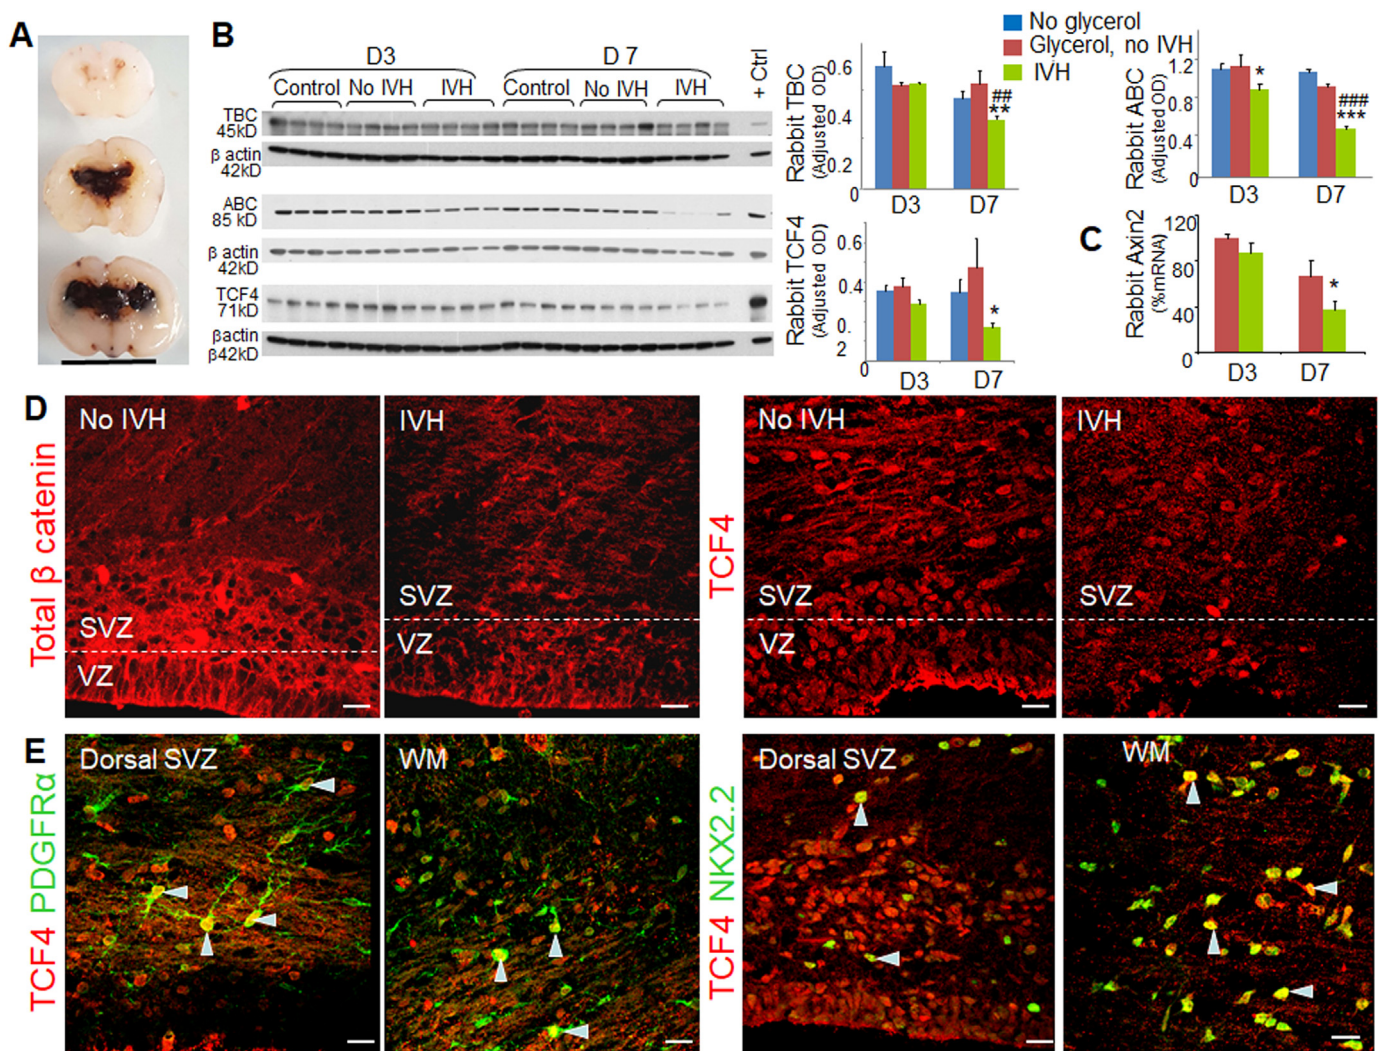 A
B
D3
D 7
Control
No IVH
IVH
Control
No IVH
IVH
+ Ctrl
TBC
45kD
β actin
42kD
ABC
85 kD
β actin
42kD
TCF4
71kD
βactin
β42kD
No glycerol
Glycerol, no IVH
IVH
Rabbit TBC
(Adjusted OD)
0.6
0.4
0.2
0
##
**
D3
D7
Rabbit ABC
(Adjusted OD)
1.2
0.8
0.4
0
*
###
***
D3
D7
Rabbit TCF4
(Adjusted OD)
0.6
0.4
0.
2
0
*
D3
D7
C
Rabbit Axin2
(%mRNA)
120
80
40
0
*
D3
D7
D
Total β catenin
No IVH
SVZ
VZ
IVH
SVZ
VZ
TCF4
No IVH
SVZ
VZ
IVH
SVZ
VZ
E
TCF4 PDGFRα
Dorsal SVZ
WM
TCF4 NKX2.2
Dorsal SVZ
WM